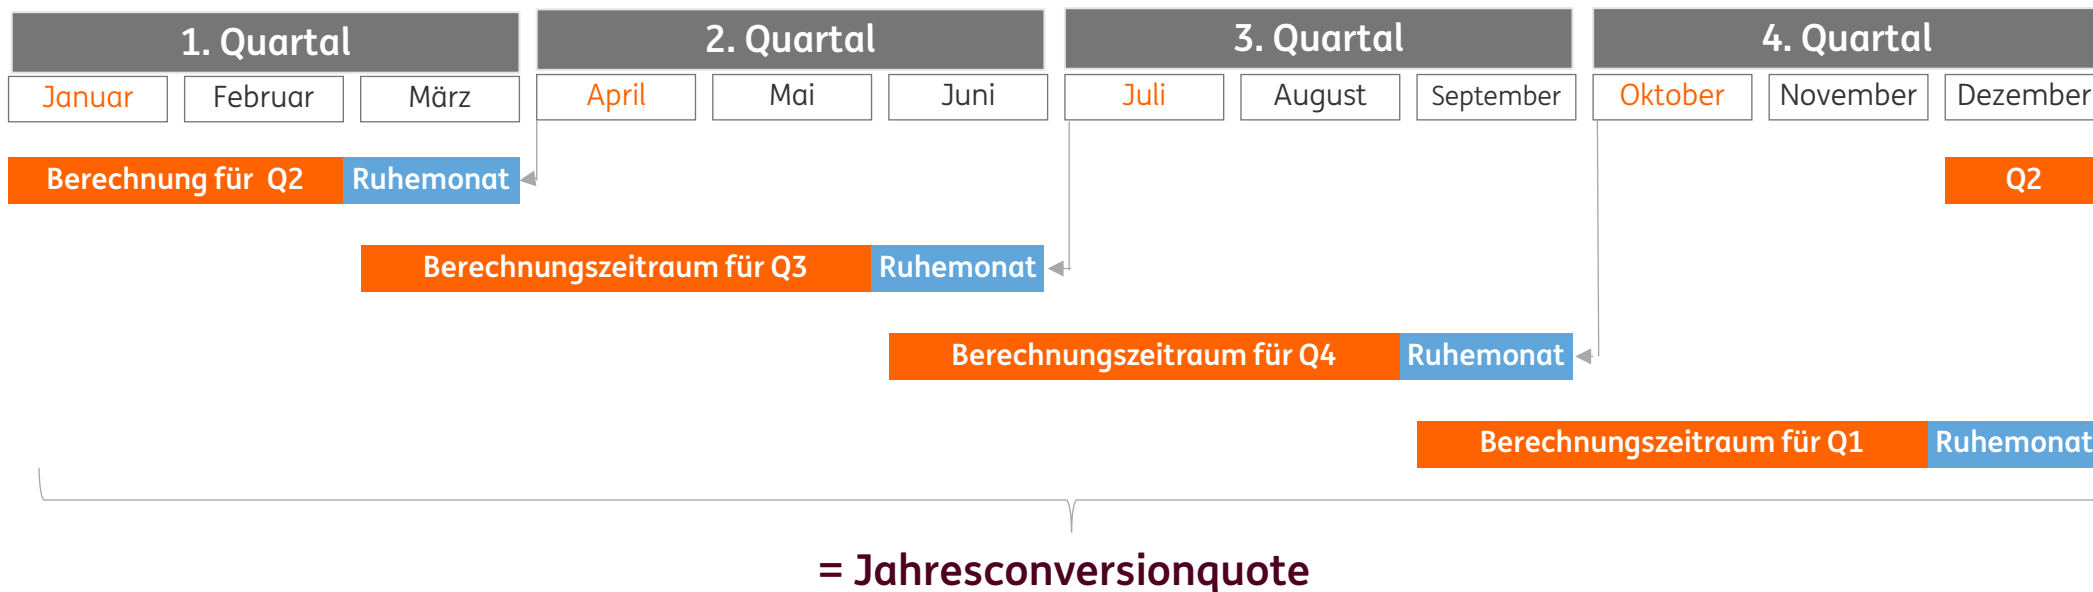 1. Quartal 2. Quartal 3. Quartal 4. Quartal
Januar Februar März April Mai Juni Juli August September Oktober November Dezember
Berechnung für Q2 Ruhemonat Q2
Berechnungszeitraum für Q3 Ruhemonat
Berechnungszeitraum für Q4 Ruhemonat
Berechnungszeitraum für Q1 Ruhemonat
= Jahresconversionquote